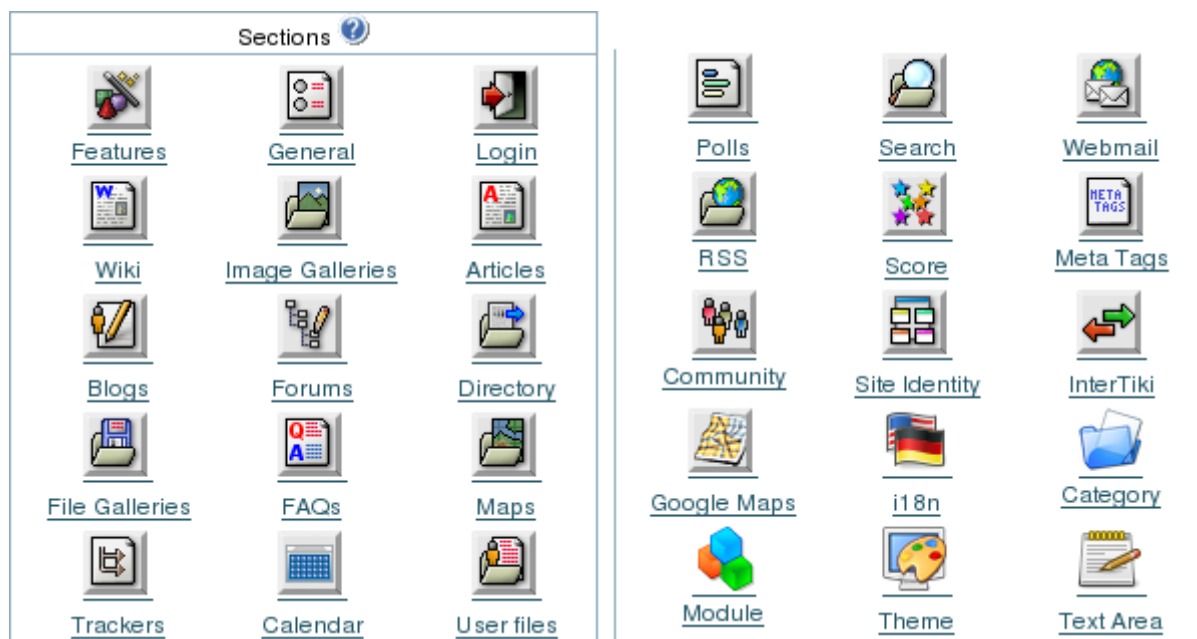 Sections ?
Features General Login
Wiki Image Galleries Articles
Blogs Forums Directory
File Galleries FAQs Maps
Trackers Calendar User files
Polls Search Webmail
RSS Score Meta Tags
Community Site Identity InterTiki
Google Maps i18n Category
Module Theme Text Area
W
A
Q
A
META
TAGS